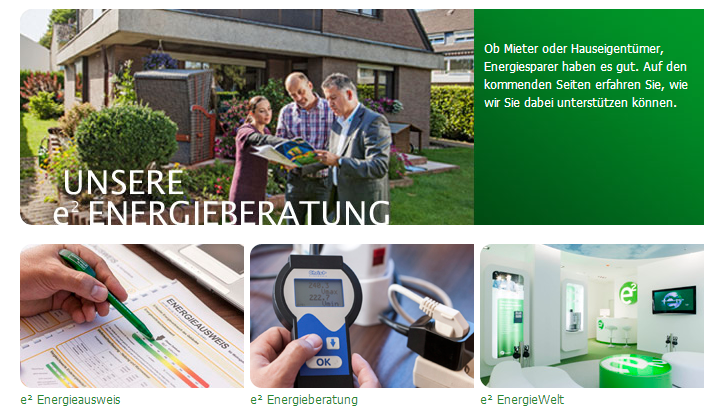 Ob Mieter oder Hauseigentümer,
Energiesparer haben es gut. Auf den
kommenden Seiten erfahren Sie, wie
wir Sie dabei unterstützen können.
UNSERE
e² ENERGIEBERATUNG
ENERGIEAUSWEIS
OK
e²
e² Energieausweis
e² Energieberatung
e² EnergieWelt